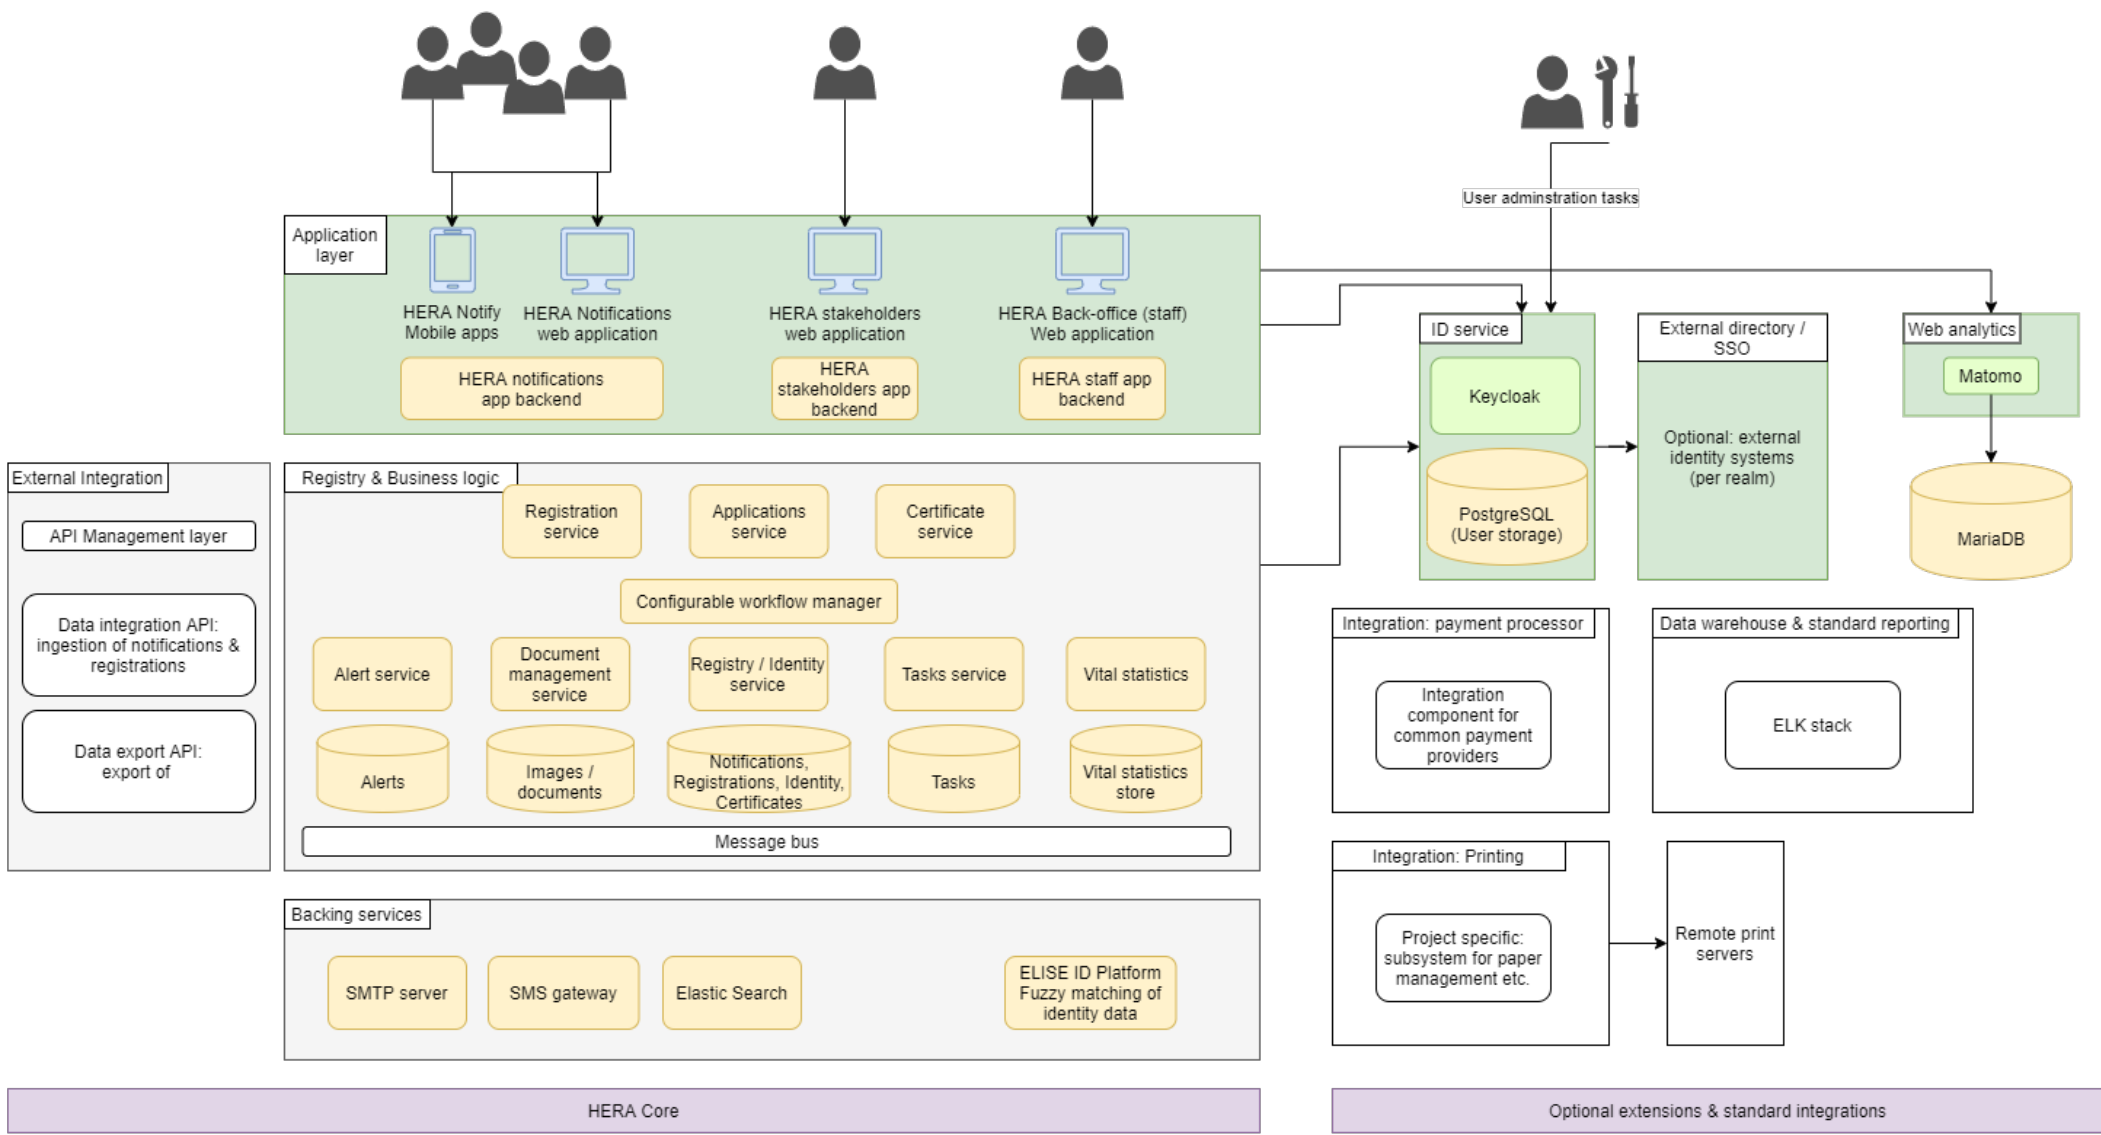 User adminstration tasks
Application
layer
HERA Notify
Mobile apps
HERA Notifications
web application
HERA stakeholders
web application
HERA Back-office (staff)
Web application
HERA notifications
app backend
HERA
stakeholders app
backend
HERA staff app
backend
ID service
Keycloak
PostgreSQL
(User storage)
External directory /
SSO
Optional: external
identity systems
(per realm)
Web analytics
Matomo
MariaDB
External Integration
API Management layer
Data integration API:
ingestion of notifications &
registrations
Data export API:
export of
Registry & Business logic
Registration
service
Applications
service
Certificate
service
Configurable workflow manager
Alert service
Document
management
service
Registry / Identity
service
Tasks service
Vital statistics
Alerts
Images /
documents
Notifications,
Registrations, Identity,
Certificates
Tasks
Vital statistics
store
Message bus
Integration: payment processor
Integration
component for
common payment
providers
Data warehouse & standard reporting
ELK stack
Integration: Printing
Project specific:
subsystem for paper
management etc.
Remote print
servers
Backing services
SMTP server
SMS gateway
Elastic Search
ELISE ID Platform
Fuzzy matching of
identity data
HERA Core
Optional extensions & standard integrations